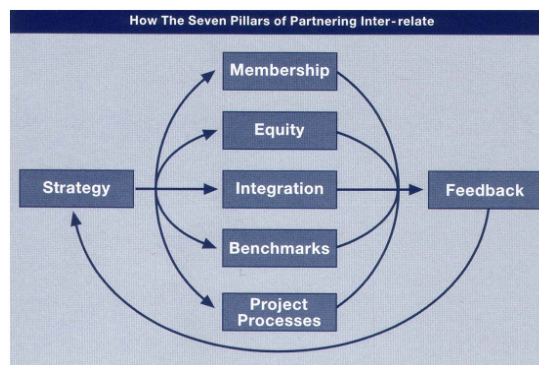 How The Seven Pillars of Partnering Inter-relate
Membership
Equity
Strategy
Integration
Feedback
Benchmarks
Project
Processes